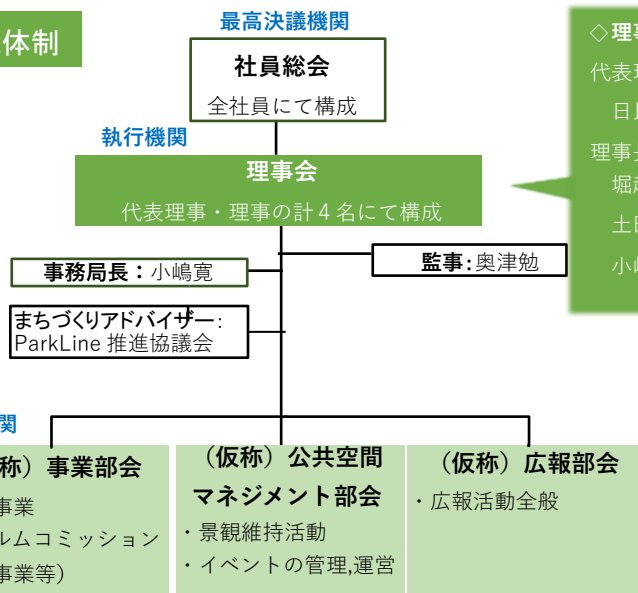 体制
最高決議機関
社員総会
全社員にて構成
執行機関
理事会
代表理事・理事の計4名にて構成
◇理事
代表理
理事長
事務局長：小嶋寛
監事:奥津勉
まちづくりアドバイザー:
ParkLine 推進協議会
関
称）事業部会
事業
ルムコミッション
事業等）
（仮称）公共空間
マネジメント部会
・景観維持活動
・イベントの管理,運営
（仮称）広報部会
・広報活動全般